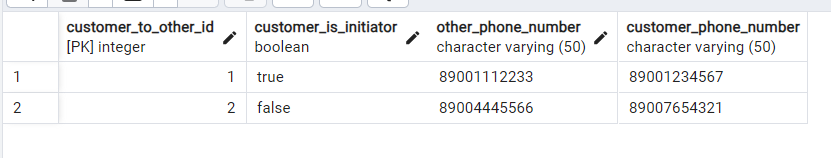 customer_to_other_id customer_is_initiator other_phone_number customer_phone_number
[PK] integer boolean character varying (50) character varying (50)
1 1 true 89001112233 89001234567
2 2 false 89004445566 89007654321